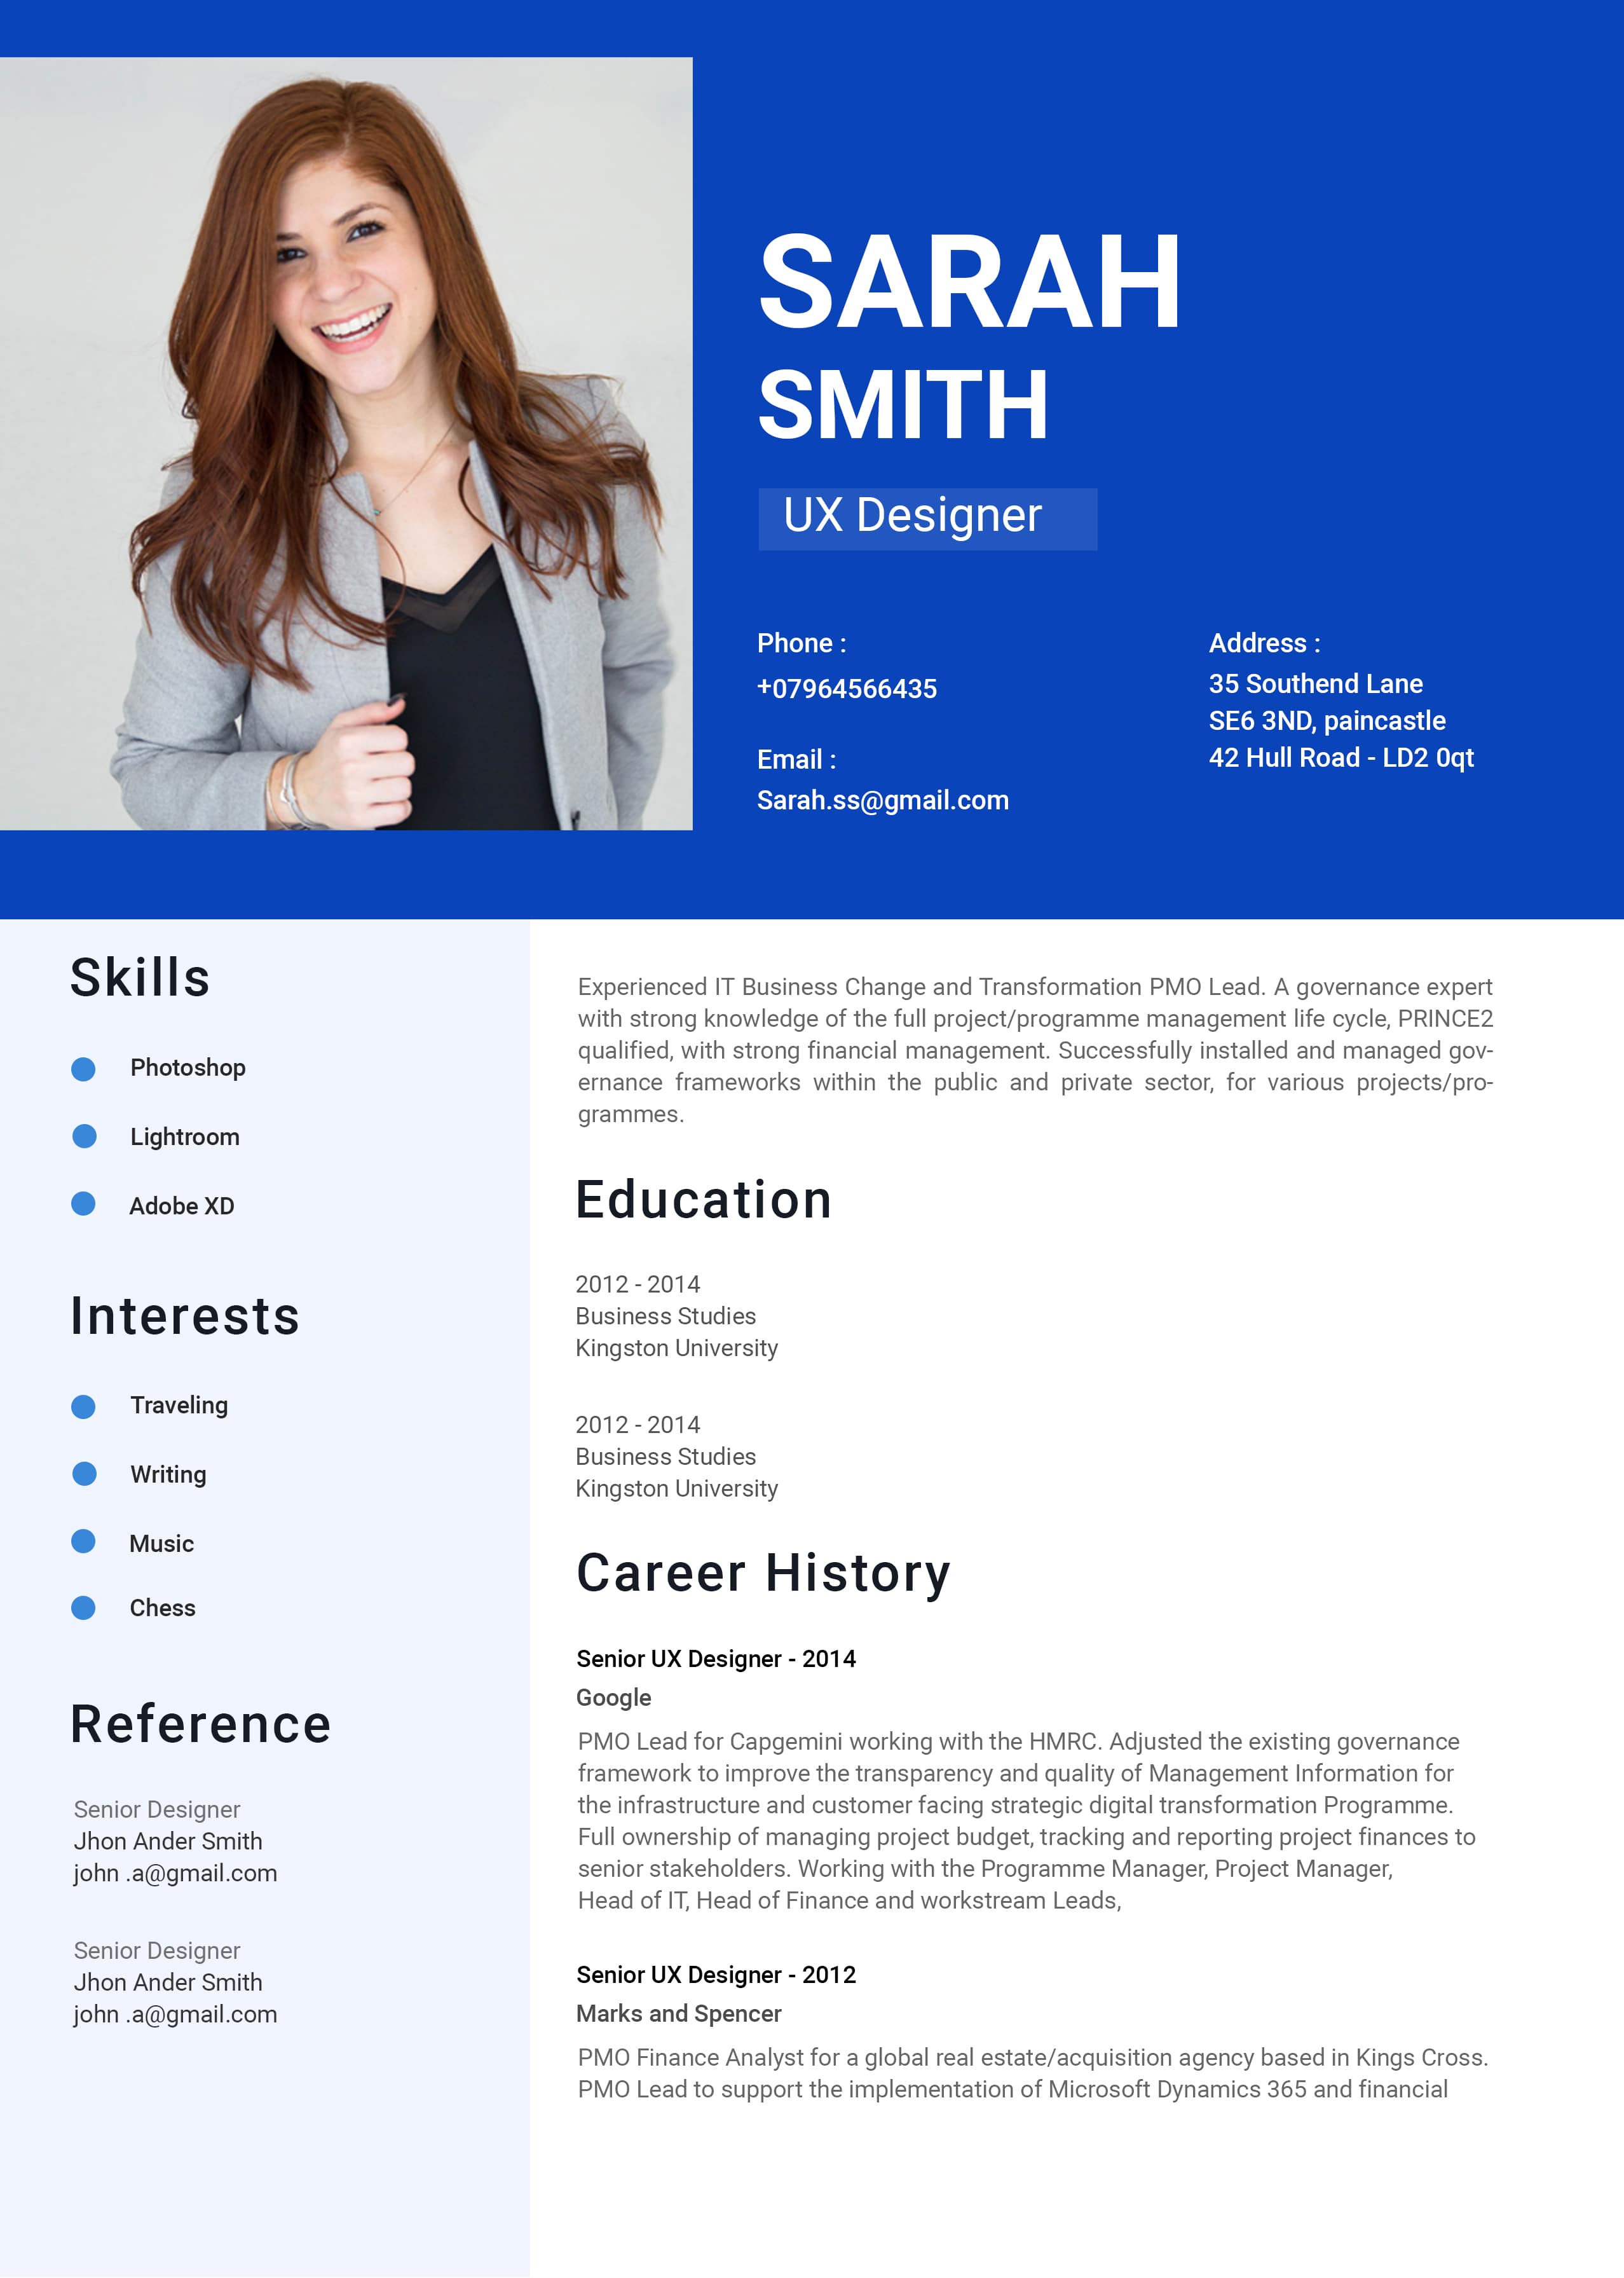 SARAH
SMITH
UX Designer
Phone :
+07964566435
Email :
Sarah.ss@gmail.com
Address :
35 Southend Lane
SE6 3ND, paincastle
42 Hull Road - LD2 0qt
Skills
Photoshop
Lightroom
Adobe XD
Interests
Traveling
Writing
Music
Chess
Reference
Senior Designer
Jhon Ander Smith
john .a@gmail.com
Senior Designer
Jhon Ander Smith
john .a@gmail.com
Experienced IT Business Change and Transformation PMO Lead. A governance expert
with strong knowledge of the full project/programme management life cycle, PRINCE2
qualified, with strong financial management. Successfully installed and managed gov-
ernance frameworks within the public and private sector, for various projects/pro-
grammes.
Education
2012 - 2014
Business Studies
Kingston University
2012 - 2014
Business Studies
Kingston University
Career History
Senior UX Designer - 2014
Google
PMO Lead for Capgemini working with the HMRC. Adjusted the existing governance
framework to improve the transparency and quality of Management Information for
the infrastructure and customer facing strategic digital transformation Programme.
Full ownership of managing project budget, tracking and reporting project finances to
senior stakeholders. Working with the Programme Manager, Project Manager,
Head of IT, Head of Finance and workstream Leads,
Senior UX Designer - 2012
Marks and Spencer
PMO Finance Analyst for a global real estate/acquisition agency based in Kings Cross.
PMO Lead to support the implementation of Microsoft Dynamics 365 and financial